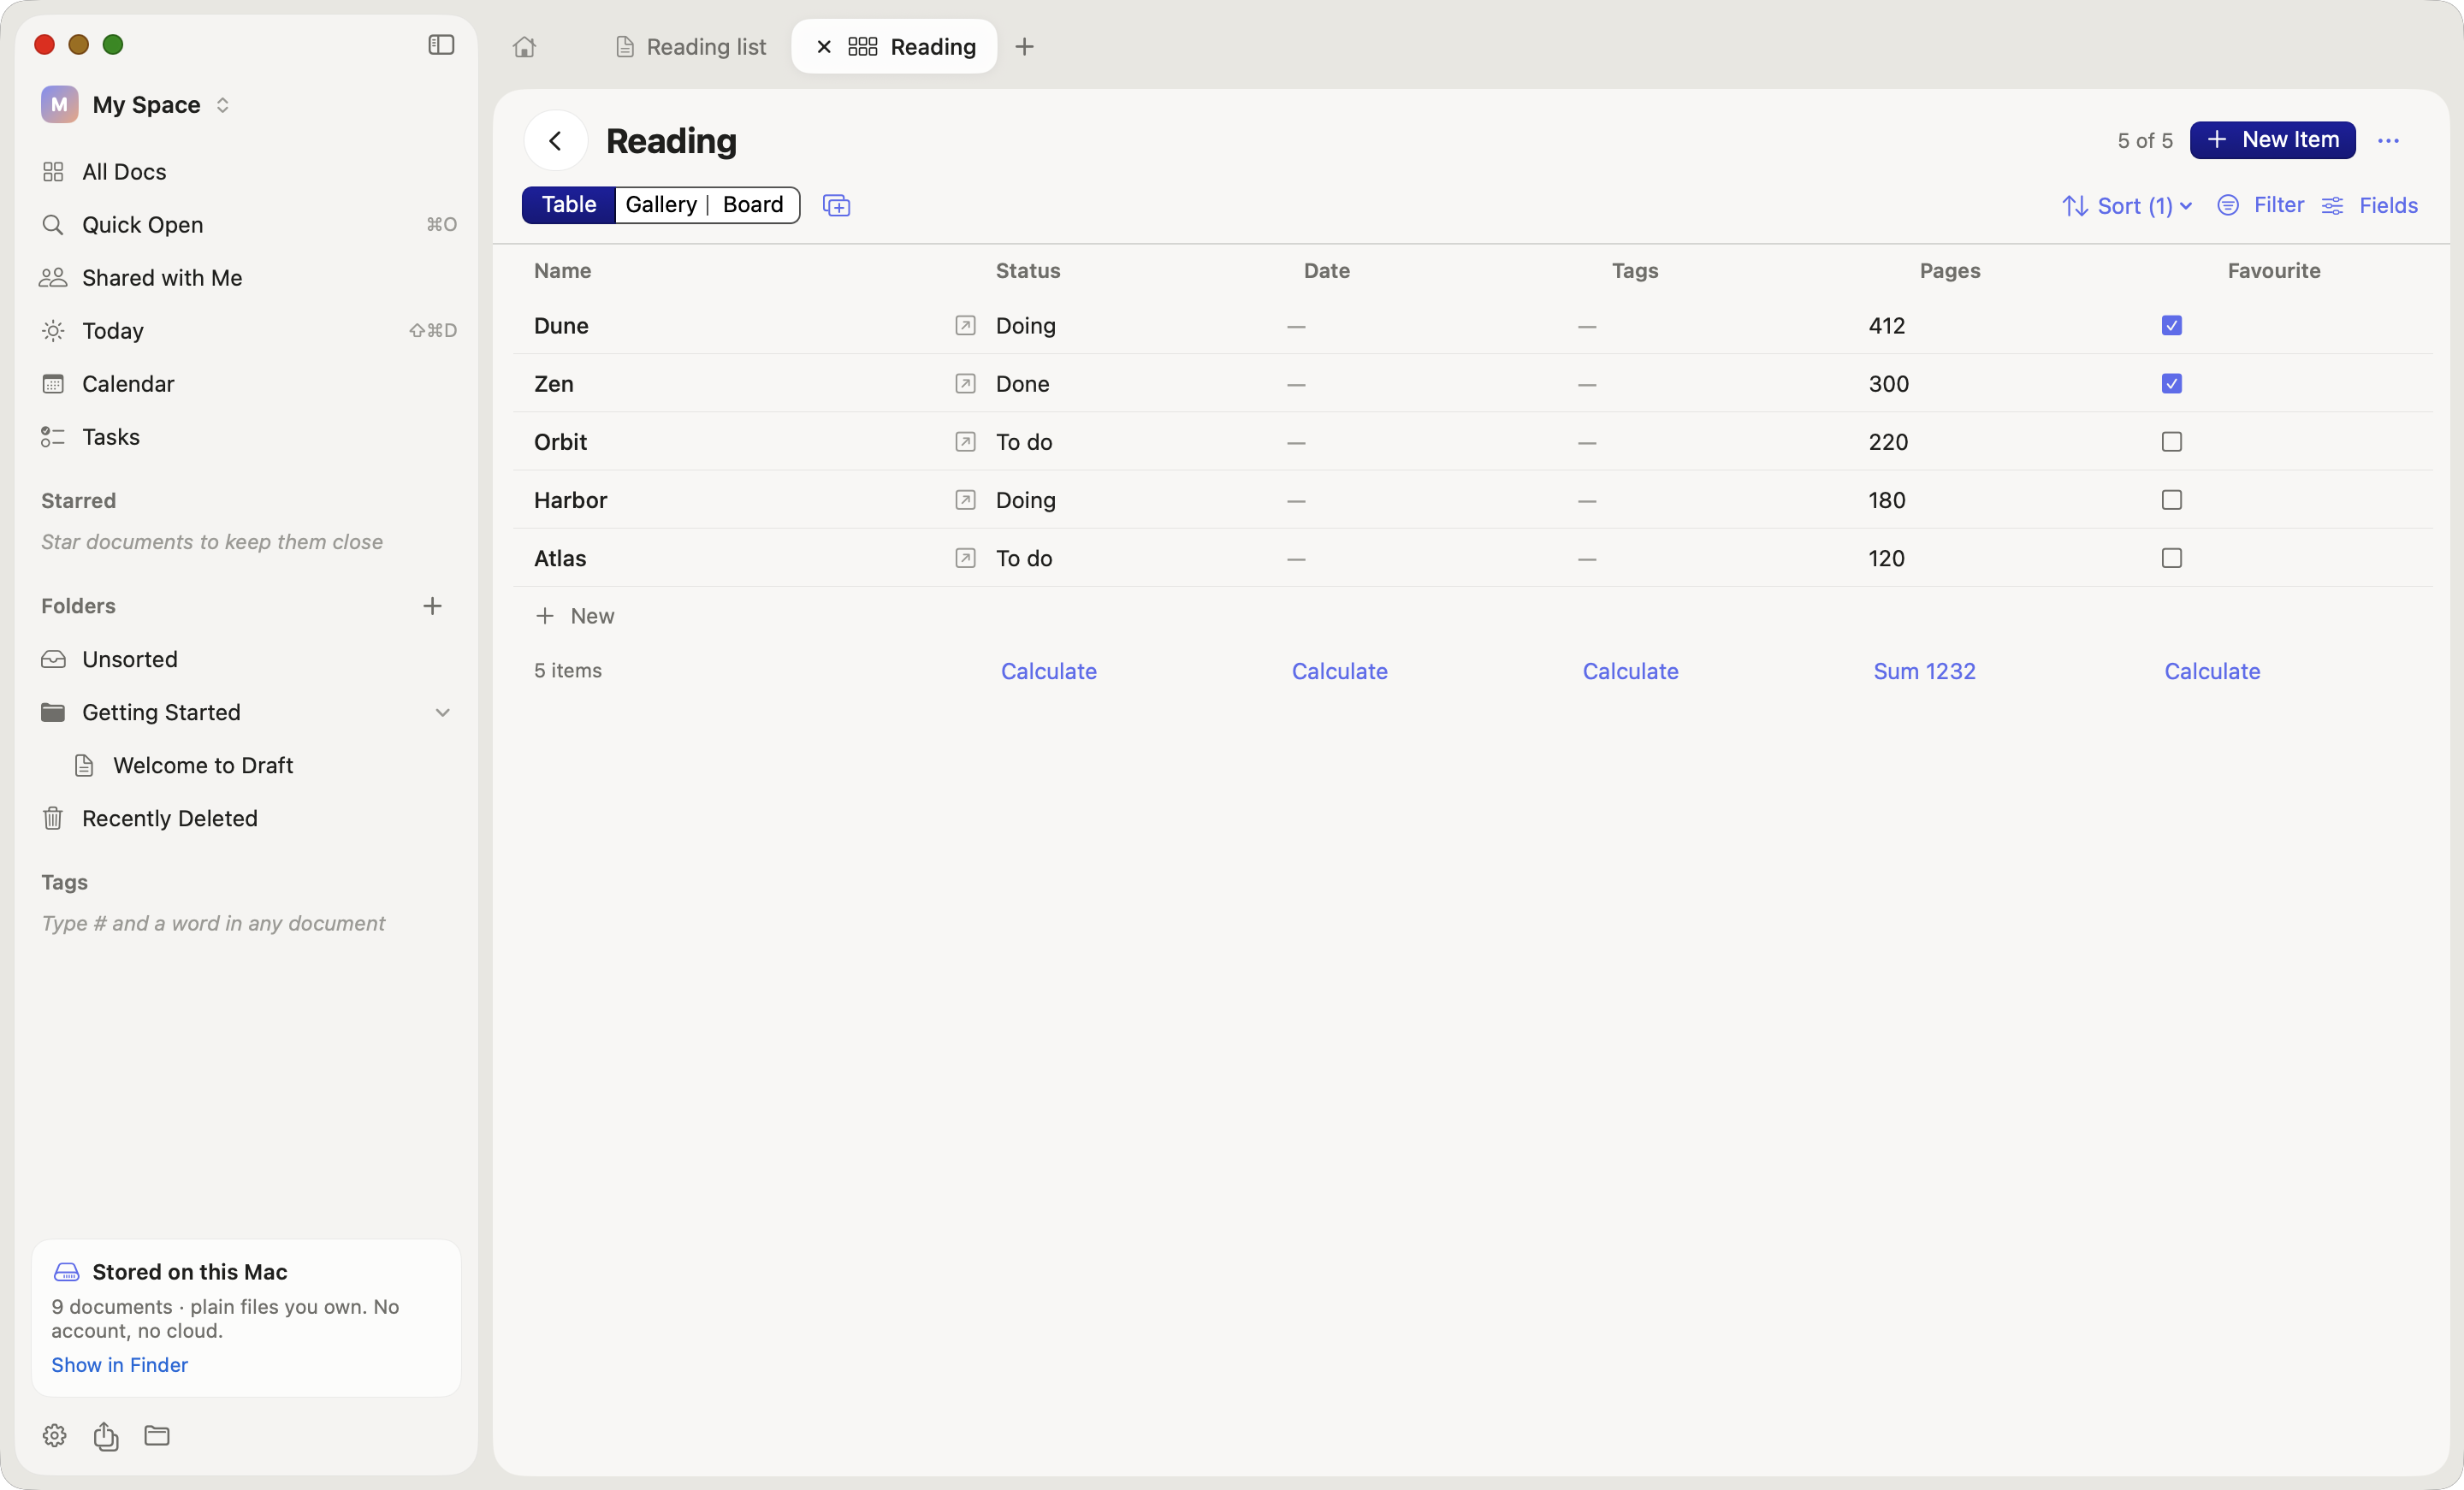 Reading list
Reading
M
My Space
All Docs
Quick Open ⌘O
Shared with Me
Today ⇧⌘D
Calendar
Tasks
Starred
Star documents to keep them close
Folders
Unsorted
Getting Started
Welcome to Draft
Recently Deleted
Tags
Type # and a word in any document
Stored on this Mac
9 documents · plain files you own. No
account, no cloud.
Show in Finder
Reading
5 of 5
New Item
Table Gallery Board
Sort (1) Filter Fields
Name Status Date Tags Pages Favourite
Dune Doing — — 412
Zen Done — — 300
Orbit To do — — 220
Harbor Doing — — 180
Atlas To do — — 120
New
5 items Calculate Calculate Calculate Sum 1232 Calculate